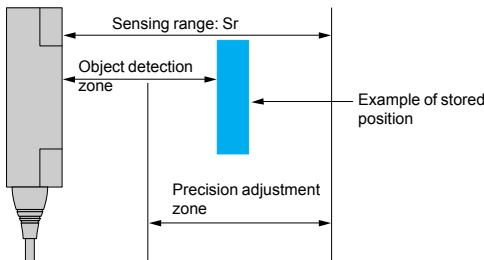 Sensing range: Sr
Object detection
zone
Example of stored
position
Precision adjustment
zone